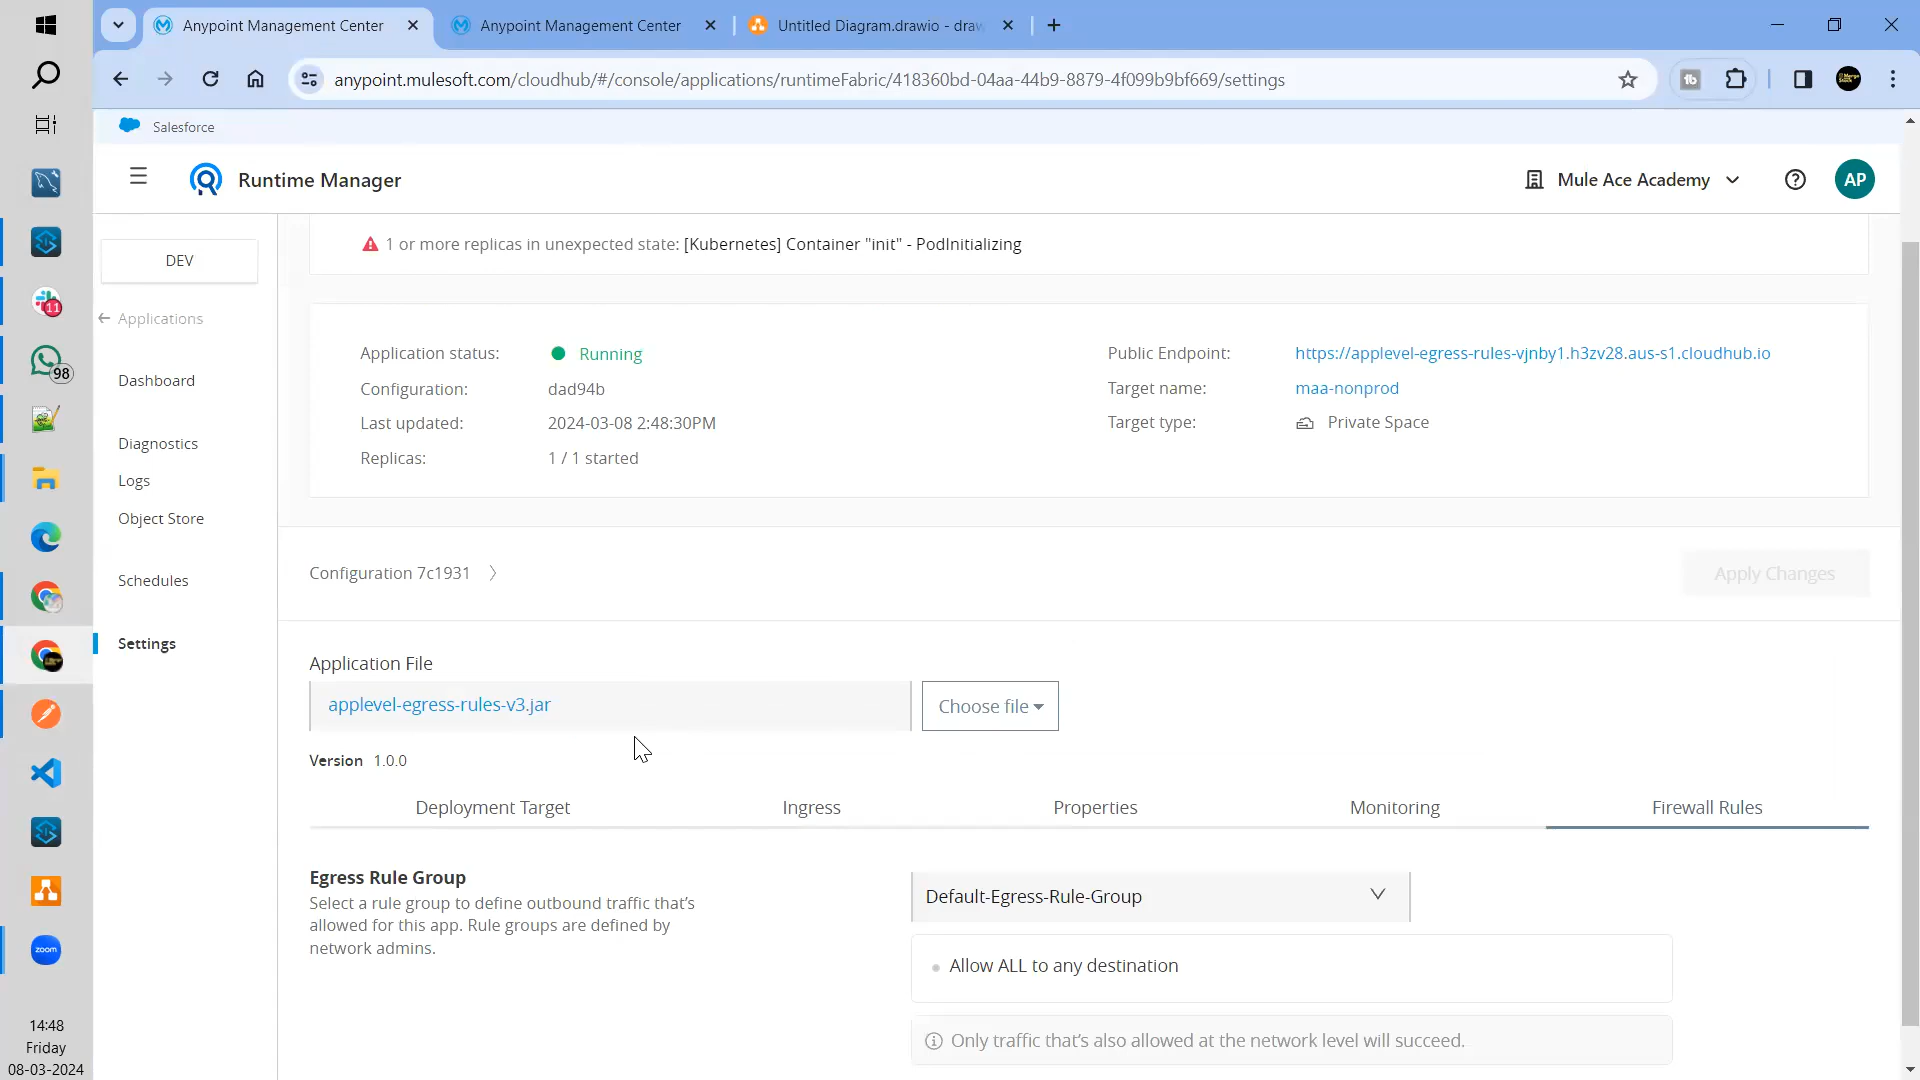 Anypoint Management Center
Anypoint Management Center
Untitled Diagram.drawio - draw
anypoint.mulesoft.com/cloudhub/#/console/applications/runtimeFabric/418360bd-04aa-44b9-8879-4f099b9bf669/settings
Salesforce
Runtime Manager
Mule Ace Academy
AP
DEV
Applications
Dashboard
Diagnostics
Logs
Object Store
Schedules
Settings
1 or more replicas in unexpected state: [Kubernetes] Container "init" - PodInitializing
Application status: Running
Configuration: dad94b
Last updated: 2024-03-08 2:48:30PM
Replicas: 1 / 1 started
Public Endpoint: https://applevel-egress-rules-vjnby1.h3zv28.aus-s1.cloudhub.io
Target name: maa-nonprod
Target type: Private Space
Configuration 7c1931
Apply Changes
Application File
applevel-egress-rules-v3.jar
Choose file
Version 1.0.0
Deployment Target Ingress Properties Monitoring Firewall Rules
Egress Rule Group
Select a rule group to define outbound traffic that's
allowed for this app. Rule groups are defined by
network admins.
Default-Egress-Rule-Group
Allow ALL to any destination
Only traffic that's also allowed at the network level will succeed.
11
98
zoom
14:48
Friday
08-03-2024